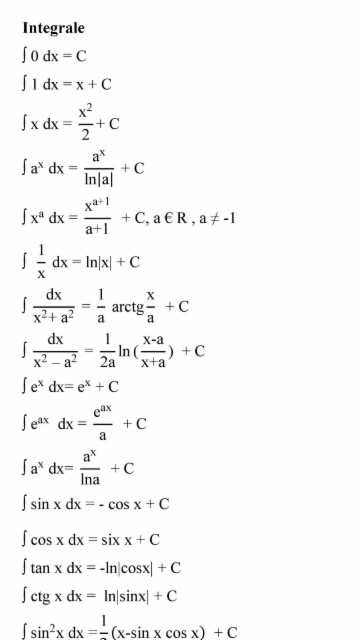 Integrale
∫ 0 dx = C
∫ 1 dx = x + C
∫ x dx = x²/2 + C
∫ aˣ dx = aˣ/ln|a| + C
∫ xᵃ dx = xᵃ⁺¹/a+1 + C, a € R , a ≠ -1
∫ 1/x dx = ln|x| + C
∫ dx/x²+ a² = 1/a arctg x/a + C
∫ dx/x² – a² = 1/2a ln (x-a/x+a) + C
∫ eˣ dx= eˣ + C
∫ eᵃˣ dx = eᵃˣ/a + C
∫ aˣ dx= aˣ/lna + C
∫ sin x dx = - cos x + C
∫ cos x dx = six x + C
∫ tan x dx = -ln|cosx| + C
∫ ctg x dx = ln|sinx| + C
∫ sin²x dx = 1/2 (x-sin x cos x) + C